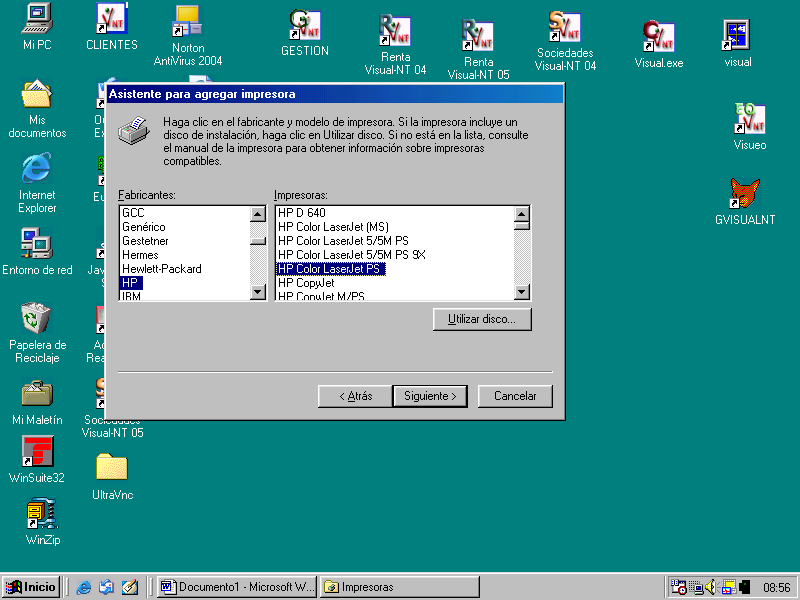 Mi PC
CLIENTES
Norton
AntiVirus 2004
GESTION
Renta
Visual-NT 04
Renta
Visual-NT 05
Sociedades
Visual-NT 04
Visual.exe
visual
Mis
documentos
Visueo
Internet
Explorer
GVISUALNT
Entorno de red
Papelera de
Reciclaje
Mi Maletín
Sociedades
Visual-NT 05
WinSuite32
UltraVnc
WinZip
Asistente para agregar impresora
Haga clic en el fabricante y modelo de impresora. Si la impresora incluye un
disco de instalación, haga clic en Utilizar disco. Si no está en la lista, consulte
el manual de la impresora para obtener información sobre impresoras
compatibles.
Fabricantes:
GCC
Genérico
Gestetner
Hermes
Hewlett-Packard
HP
IBM
Impresoras:
HP D 640
HP Color LaserJet (MS)
HP Color LaserJet 5/5M PS
HP Color LaserJet 5/5M PS 9X
HP Color LaserJet PS
HP CopyJet
HP CopyJet M/PS
Utilizar disco...
< Atrás
Siguiente >
Cancelar
Inicio
Documento1 - Microsoft W...
Impresoras
08:56